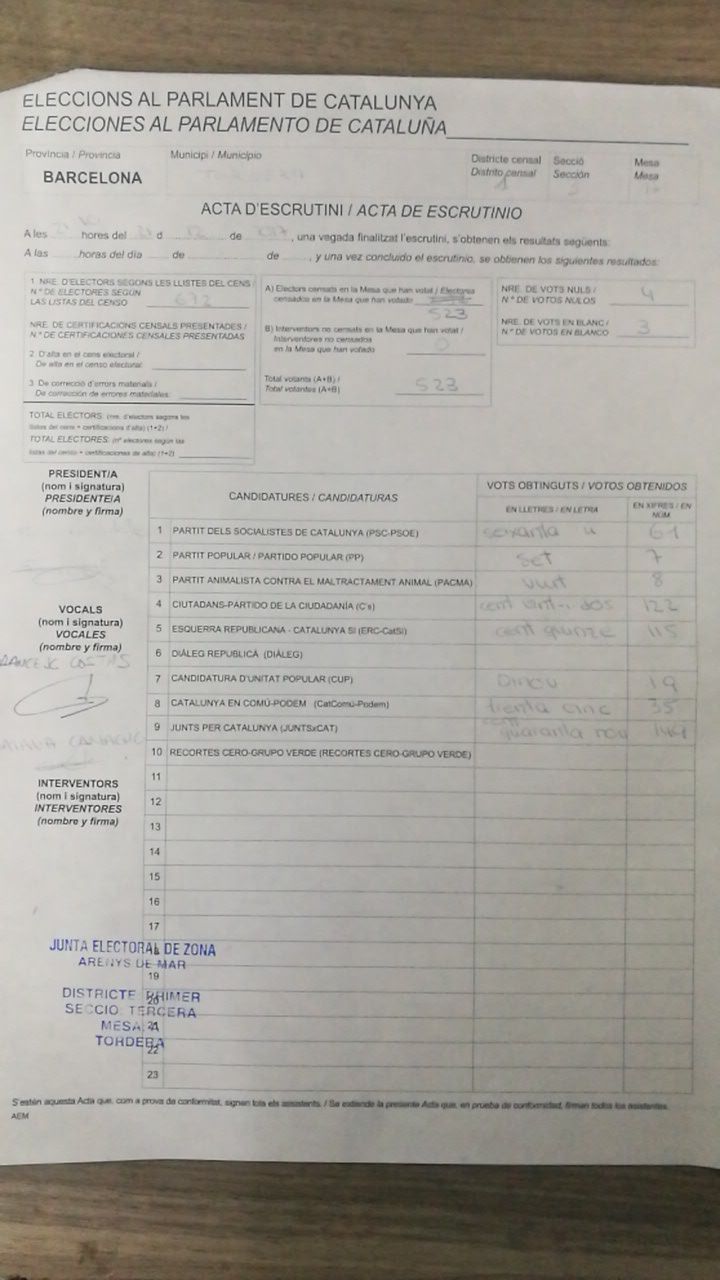 ELECCIONS AL PARLAMENT DE CATALUNYA
ELECCIONES AL PARLAMENTO DE CATALUÑA
Província / Provincia Municipi / Municipio Districte censal Secció Mesa
Distrito censal Sección Mesa
BARCELONA TORDERA 1
ACTA D'ESCRUTINI / ACTA DE ESCRUTINIO
A les hores del 21 d 12 de 2017, una vegada finalitzat l'escrutini, s'obtenen els resultats següents:
A las horas del día de de , y una vez concluido el escrutinio, se obtienen los siguientes resultados:
1. NRE. D'ELECTORS SEGONS LES LLISTES DEL CENS /
N.º DE ELECTORES SEGÚN
LAS LISTAS DEL CENSO 672
NRE. DE CERTIFICACIONS CENSALS PRESENTADES /
N.º DE CERTIFICACIONES CENSALES PRESENTADAS
2. D'alta en el cens electoral /
De alta en el censo electoral:
3. De correcció d'errors materials /
De corrección de errores materiales:
TOTAL ELECTORS: (nre. d'electors segons les
llistes del cens + certificacions d'alta) (1+2) /
TOTAL ELECTORES: (nº electores según las
listas del censo + certificaciones de alta) (1+2)
A) Electors censats en la Mesa que han votat / Electores
censados en la Mesa que han votado
523
B) Interventors no censats en la Mesa que han votat /
Interventores no censados
en la Mesa que han votado 0
Total votants (A+B) /
Total votantes (A+B) 523
NRE. DE VOTS NULS /
N.º DE VOTOS NULOS 4
NRE. DE VOTS EN BLANC /
N.º DE VOTOS EN BLANCO 3
PRESIDENT/A
(nom i signatura)
PRESIDENTE/A
(nombre y firma)
VOCALS
(nom i signatura)
VOCALES
(nombre y firma)
INTERVENTORS
(nom i signatura)
INTERVENTORES
(nombre y firma)
CANDIDATURES / CANDIDATURAS VOTS OBTINGUTS / VOTOS OBTENIDOS
EN LLETRES / EN LETRA EN XIFRES / EN NÚM.
1 PARTIT DELS SOCIALISTES DE CATALUNYA (PSC-PSOE) seixanta u 61
2 PARTIT POPULAR / PARTIDO POPULAR (PP) set 7
3 PARTIT ANIMALISTA CONTRA EL MALTRACTAMENT ANIMAL (PACMA) vuit 8
4 CIUTADANS-PARTIDO DE LA CIUDADANÍA (C's) cent vint-i-dos 122
5 ESQUERRA REPUBLICANA - CATALUNYA SÍ (ERC-CatSí) cent quinze 115
6 DIÀLEG REPUBLICÀ (DIÀLEG)
7 CANDIDATURA D'UNITAT POPULAR (CUP) Dinou 19
8 CATALUNYA EN COMÚ-PODEM (CatComú-Podem) trenta cinc 35
9 JUNTS PER CATALUNYA (JUNTSxCAT) cent quaranta nou 149
10 RECORTES CERO-GRUPO VERDE (RECORTES CERO-GRUPO VERDE)
11
12
13
14
15
16
17
19
20
21
22
23
JUNTA ELECTORAL DE ZONA
ARENYS DE MAR
DISTRICTE PRIMER
SECCIO TERCERA
MESA A
TORDERA
S'estén aquesta Acta que, com a prova de conformitat, signen tots els assistents. / Se extiende la presente Acta que, en prueba de conformidad, firman todos los asistentes.
AEM